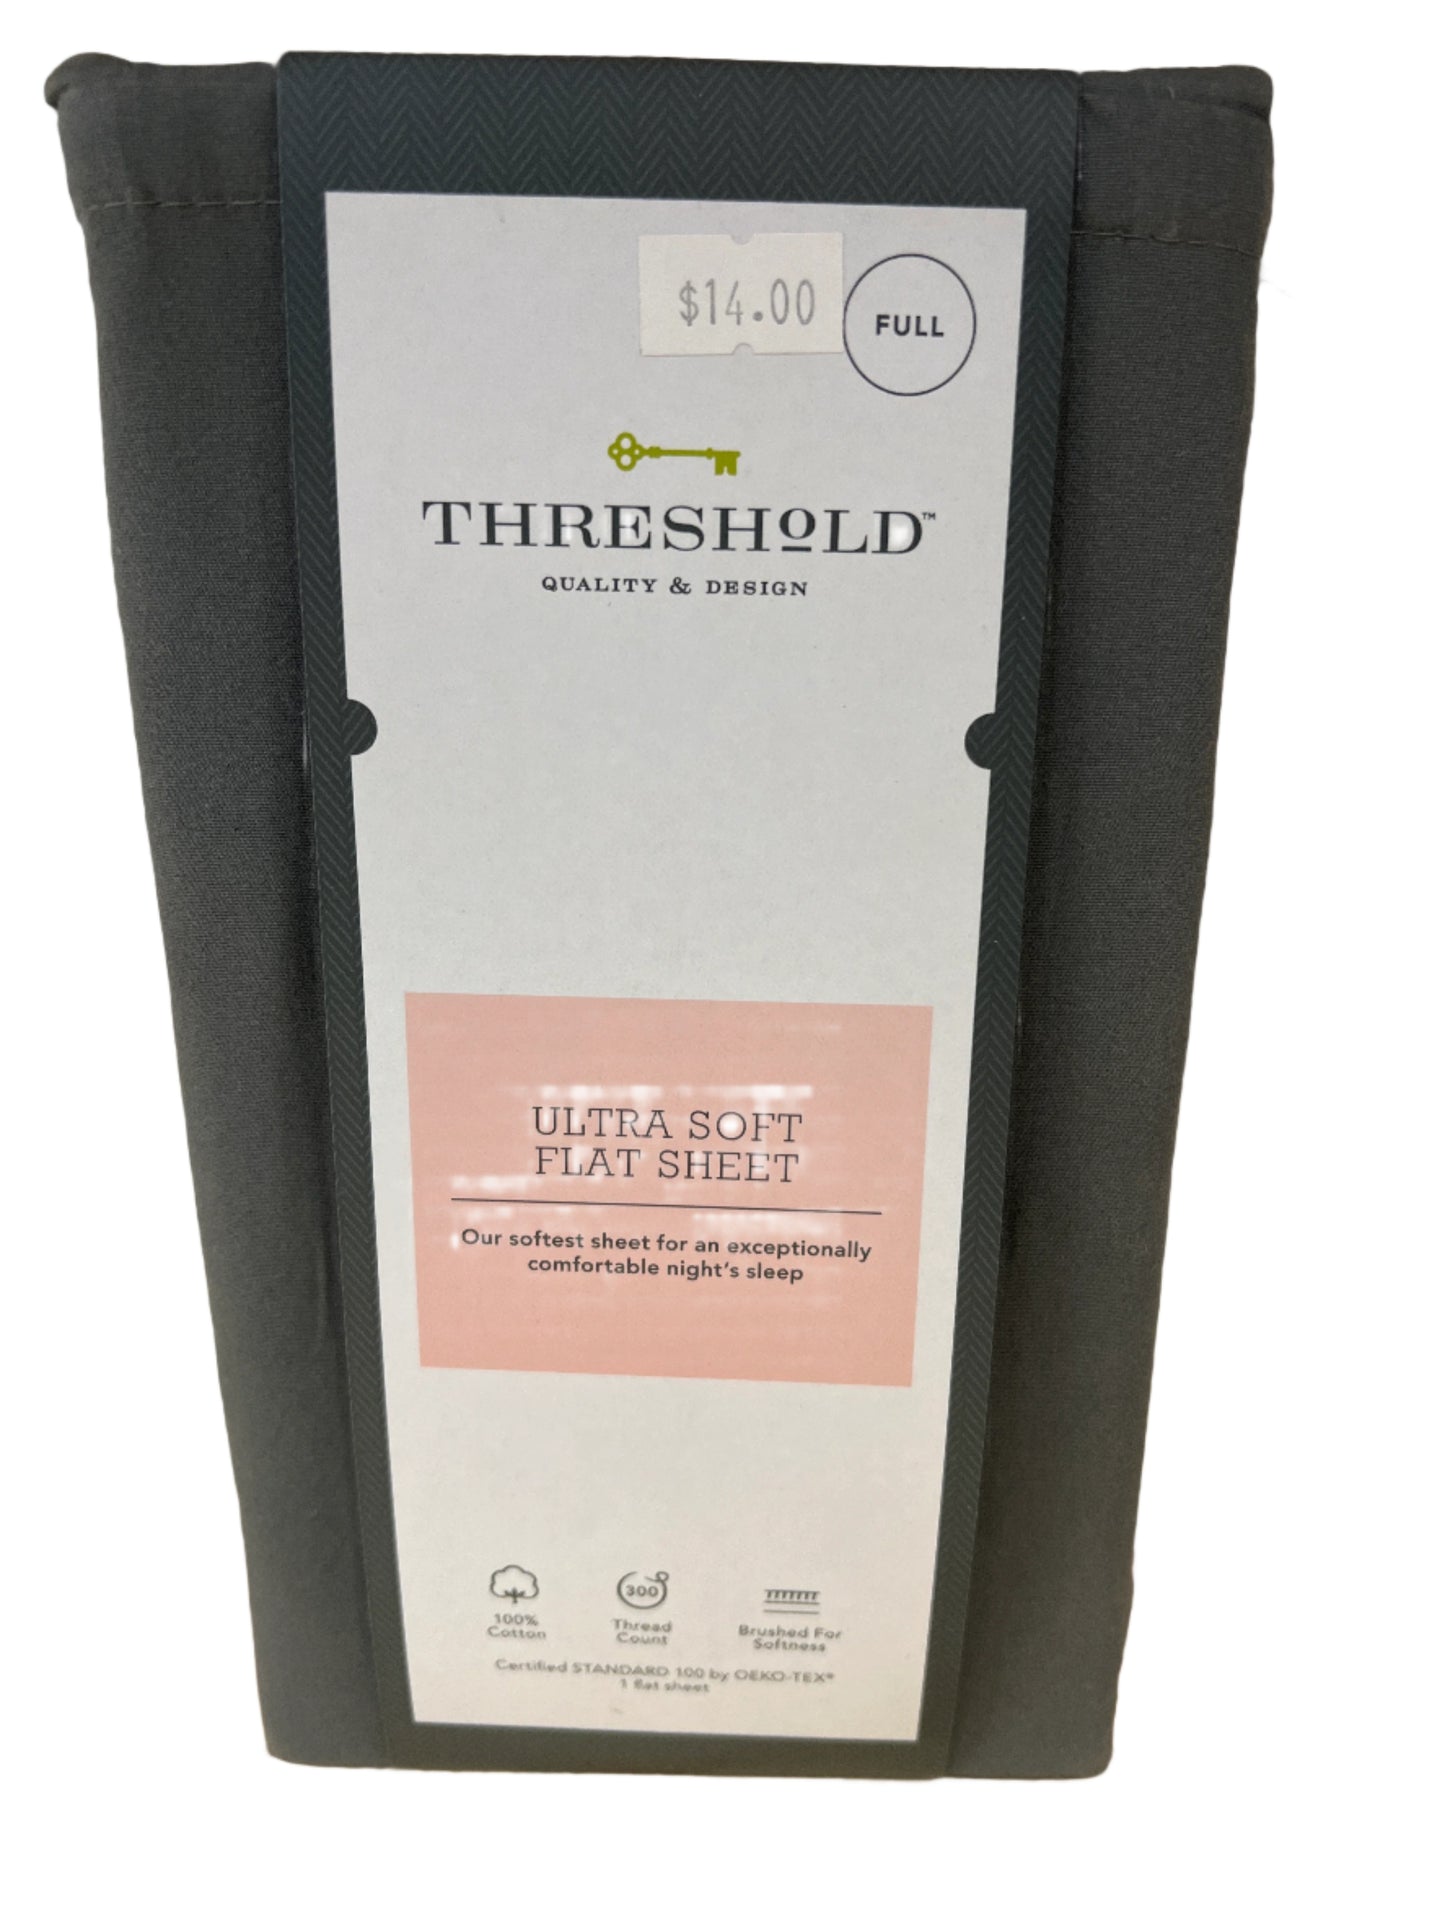 $14.00
FULL
THRESHOLD™
QUALITY & DESIGN
ULTRA SOFT
FLAT SHEET
Our softest sheet for an exceptionally
comfortable night's sleep
300
100%
Cotton
Thread
Count
Brushed For
Softness
Certified STANDARD 100 by OEKO-TEX®
1 flat sheet